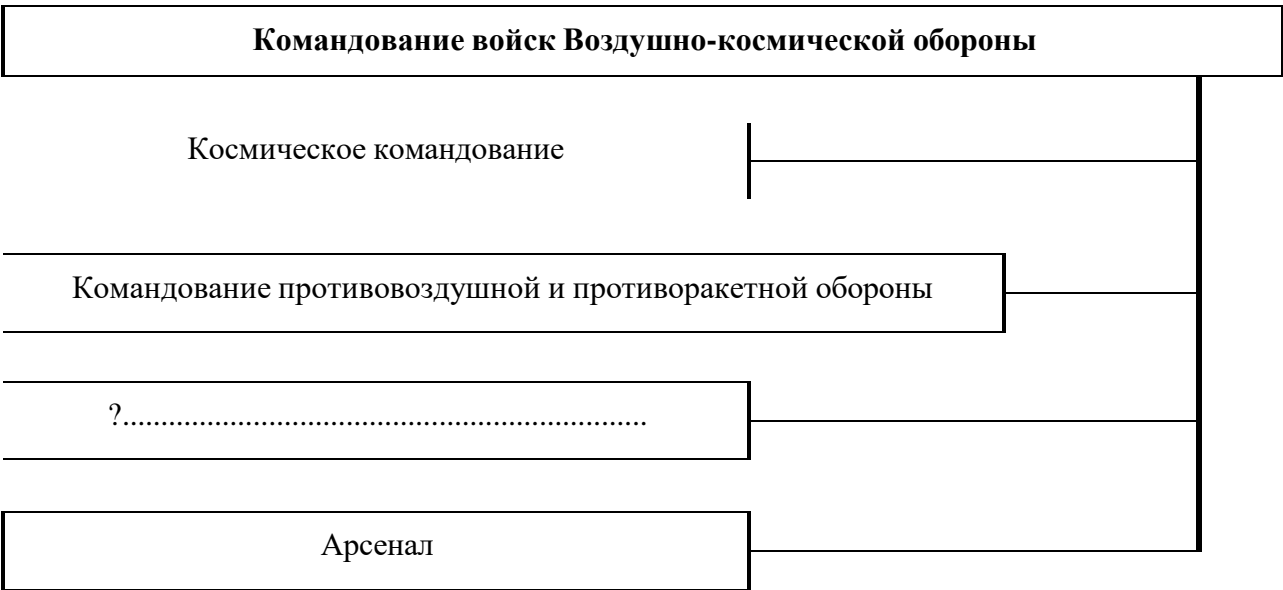 Командование войск Воздушно-космической обороны
Космическое командование
Командование противовоздушной и противоракетной обороны
?.....................................................................
Арсенал